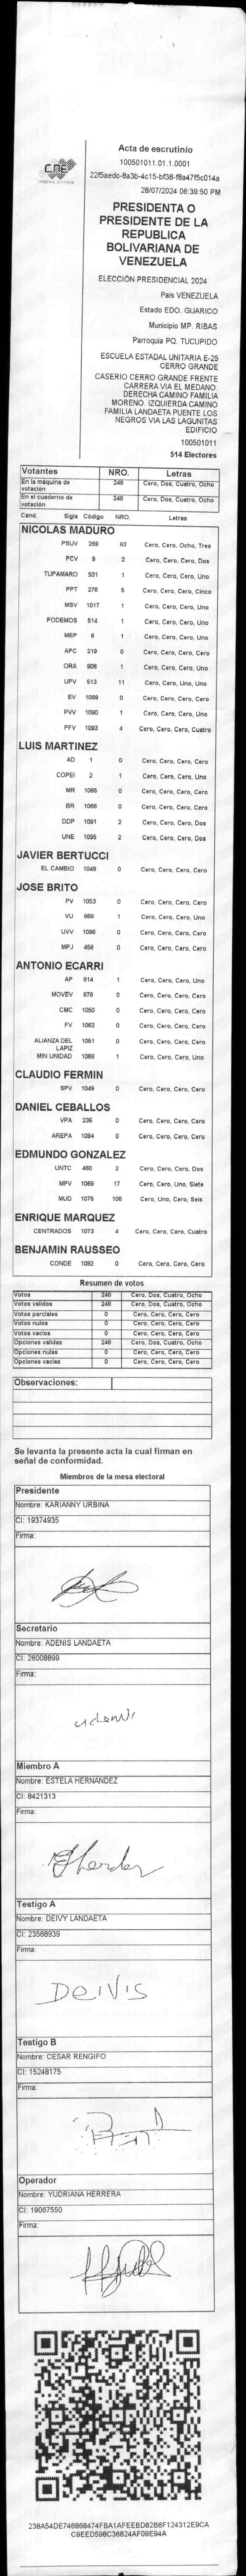 CNE
Acta de escrutinio
100501011.01.1.0001
22f5aedc-8a3b-4c15-bf38-f8a47f5c014a
28/07/2024 06:39:50 PM
PRESIDENTA O
PRESIDENTE DE LA
REPUBLICA
BOLIVARIANA DE
VENEZUELA
ELECCIÓN PRESIDENCIAL 2024
Pais VENEZUELA
Estado EDO. GUARICO
Municipio MP. RIBAS
Parroquia PQ. TUCUPIDO
ESCUELA ESTADAL UNITARIA E-25
CERRO GRANDE
CASERIO CERRO GRANDE FRENTE
CARRERA VIA EL MEDANO.
DERECHA CAMINO FAMILIA
MORENO. IZQUIERDA CAMINO
FAMILIA LANDAETA PUENTE LOS
NEGROS VIA LAS LAGUNITAS
EDIFICIO
100501011
514 Electores
Votantes NRO. Letras
En la máquina de votación 248 Cero, Dos, Cuatro, Ocho
En el cuaderno de votación 248 Cero, Dos, Cuatro, Ocho
Cand. Sigla Código NRO. Letras
NICOLAS MADURO
PSUV 269 83 Cero, Cero, Ocho, Tres
PCV 9 2 Cero, Cero, Cero, Dos
TUPAMARO 931 1 Cero, Cero, Cero, Uno
PPT 276 5 Cero, Cero, Cero, Cinco
MSV 1017 1 Cero, Cero, Cero, Uno
PODEMOS 514 1 Cero, Cero, Cero, Uno
MEP 6 1 Cero, Cero, Cero, Uno
APC 219 0 Cero, Cero, Cero, Cero
ORA 906 1 Cero, Cero, Cero, Uno
UPV 513 11 Cero, Cero, Uno, Uno
EV 1089 0 Cero, Cero, Cero, Cero
PVV 1090 1 Cero, Cero, Cero, Uno
PFV 1093 4 Cero, Cero, Cero, Cuatro
LUIS MARTINEZ
AD 1 0 Cero, Cero, Cero, Cero
COPEI 2 1 Cero, Cero, Cero, Uno
MR 1066 0 Cero, Cero, Cero, Cero
BR 1068 0 Cero, Cero, Cero, Cero
DDP 1091 2 Cero, Cero, Cero, Dos
UNE 1095 2 Cero, Cero, Cero, Dos
JAVIER BERTUCCI
EL CAMBIO 1048 0 Cero, Cero, Cero, Cero
JOSE BRITO
PV 1053 0 Cero, Cero, Cero, Cero
VU 868 1 Cero, Cero, Cero, Uno
UVV 1096 0 Cero, Cero, Cero, Cero
MPJ 458 0 Cero, Cero, Cero, Cero
ANTONIO ECARRI
AP 814 1 Cero, Cero, Cero, Uno
MOVEV 978 0 Cero, Cero, Cero, Cero
CMC 1050 0 Cero, Cero, Cero, Cero
FV 1062 0 Cero, Cero, Cero, Cero
ALIANZA DEL LAPIZ 1051 0 Cero, Cero, Cero, Cero
MIN UNIDAD 1088 1 Cero, Cero, Cero, Uno
CLAUDIO FERMIN
SPV 1049 0 Cero, Cero, Cero, Cero
DANIEL CEBALLOS
VPA 236 0 Cero, Cero, Cero, Cero
AREPA 1094 0 Cero, Cero, Cero, Cero
EDMUNDO GONZALEZ
UNTC 460 2 Cero, Cero, Cero, Dos
MPV 1069 17 Cero, Cero, Uno, Siete
MUD 1075 106 Cero, Uno, Cero, Seis
ENRIQUE MARQUEZ
CENTRADOS 1073 4 Cero, Cero, Cero, Cuatro
BENJAMIN RAUSSEO
CONDE 1092 0 Cero, Cero, Cero, Cero
Resumen de votos
Votos 248 Cero, Dos, Cuatro, Ocho
Votos validos 248 Cero, Dos, Cuatro, Ocho
Votos parciales 0 Cero, Cero, Cero, Cero
Votos nulos 0 Cero, Cero, Cero, Cero
Votos vacios 0 Cero, Cero, Cero, Cero
Opciones validas 248 Cero, Dos, Cuatro, Ocho
Opciones nulas 0 Cero, Cero, Cero, Cero
Opciones vacias 0 Cero, Cero, Cero, Cero
Observaciones:
Se levanta la presente acta la cual firman en
señal de conformidad.
Miembros de la mesa electoral
Presidente
Nombre: KARIANNY URBINA
CI: 19374935
Firma:
Secretario
Nombre: ADENIS LANDAETA
CI: 26008899
Firma:
Miembro A
Nombre: ESTELA HERNANDEZ
CI: 8421313
Firma:
Testigo A
Nombre: DEIVY LANDAETA
CI: 23568939
Firma:
DeiVis
Testigo B
Nombre: CESAR RENGIFO
CI: 15248175
Firma:
Operador
Nombre: YUDRIANA HERRERA
CI: 19067550
Firma:
238A54DE746868474FBA1AFEEBD82B6F124312E9CA
C9EED598C36824AF09E94A